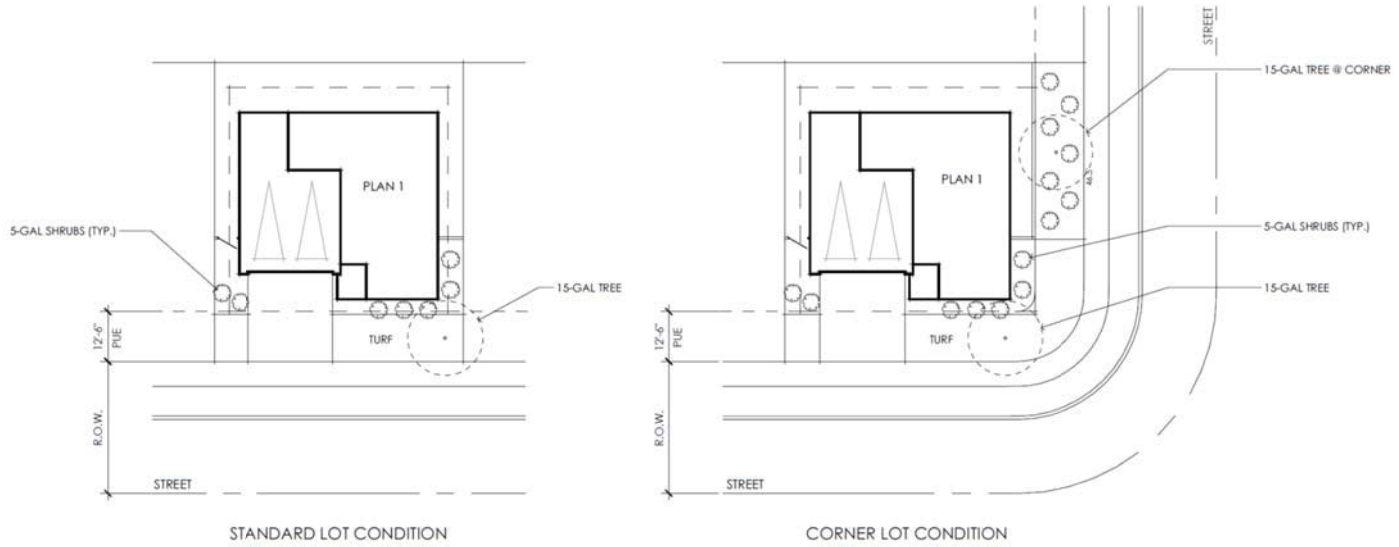 STREET
15-GAL TREE @ CORNER
PLAN 1
PLAN 1
46.5'
5-GAL SHRUBS (TYP.)
5-GAL SHRUBS (TYP.)
15-GAL TREE
15-GAL TREE
12'-6"
PUE
TURF
12'-6"
PUE
TURF
R.O.W.
R.O.W.
STREET
STREET
STANDARD LOT CONDITION
CORNER LOT CONDITION